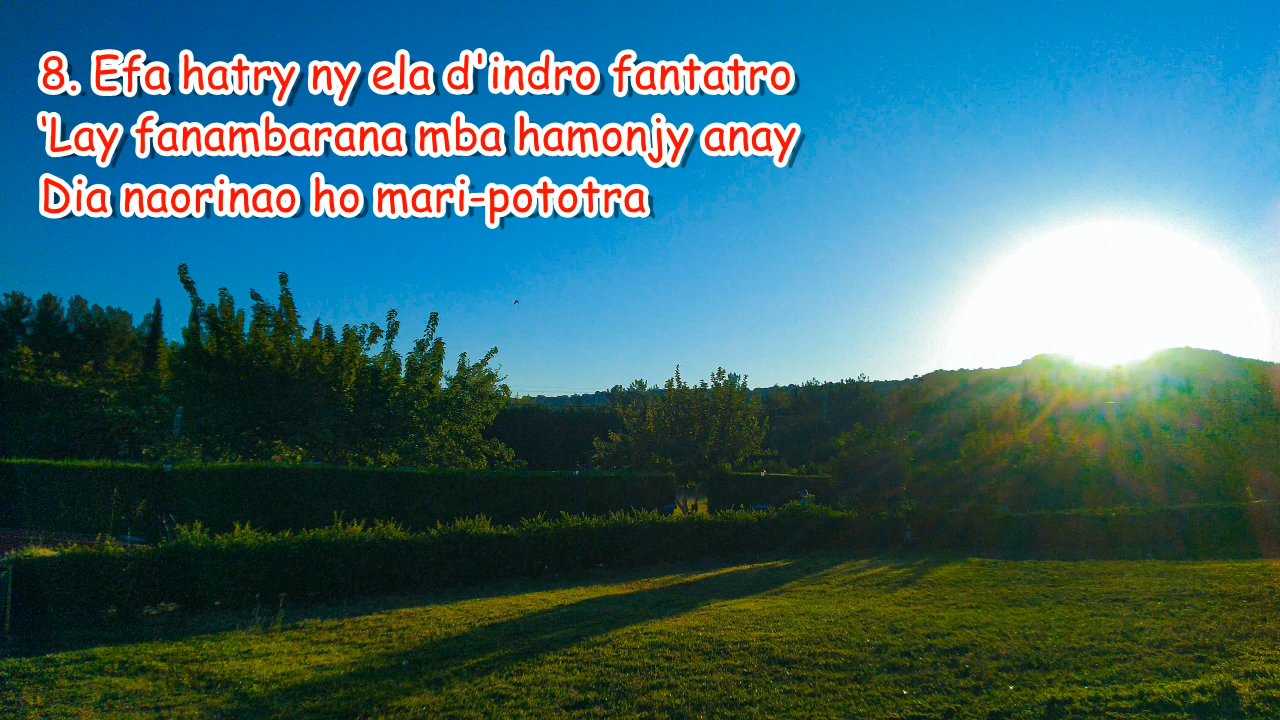 8. Efa hatry ny ela d'indro fantatro
‘Lay fanambarana mba hamonjy anay
Dia naorinao ho mari-pototra